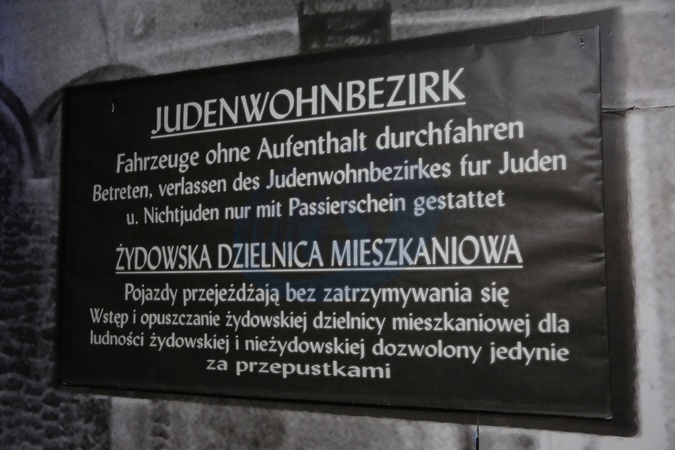 JUDENWOHNBEZIRK
Fahrzeuge ohne Aufenthalt durchfahren
Betreten, verlassen des Judenwohnbezirkes fur Juden
u. Nichtjuden nur mit Passierschein gestattet
ŻYDOWSKA DZIELNICA MIESZKANIOWA
Pojazdy przejeżdżają bez zatrzymywania się
Wstęp i opuszczanie żydowskiej dzielnicy mieszkaniowej dla
ludności żydowskiej i nieżydowskiej dozwolony jedynie
za przepustkami